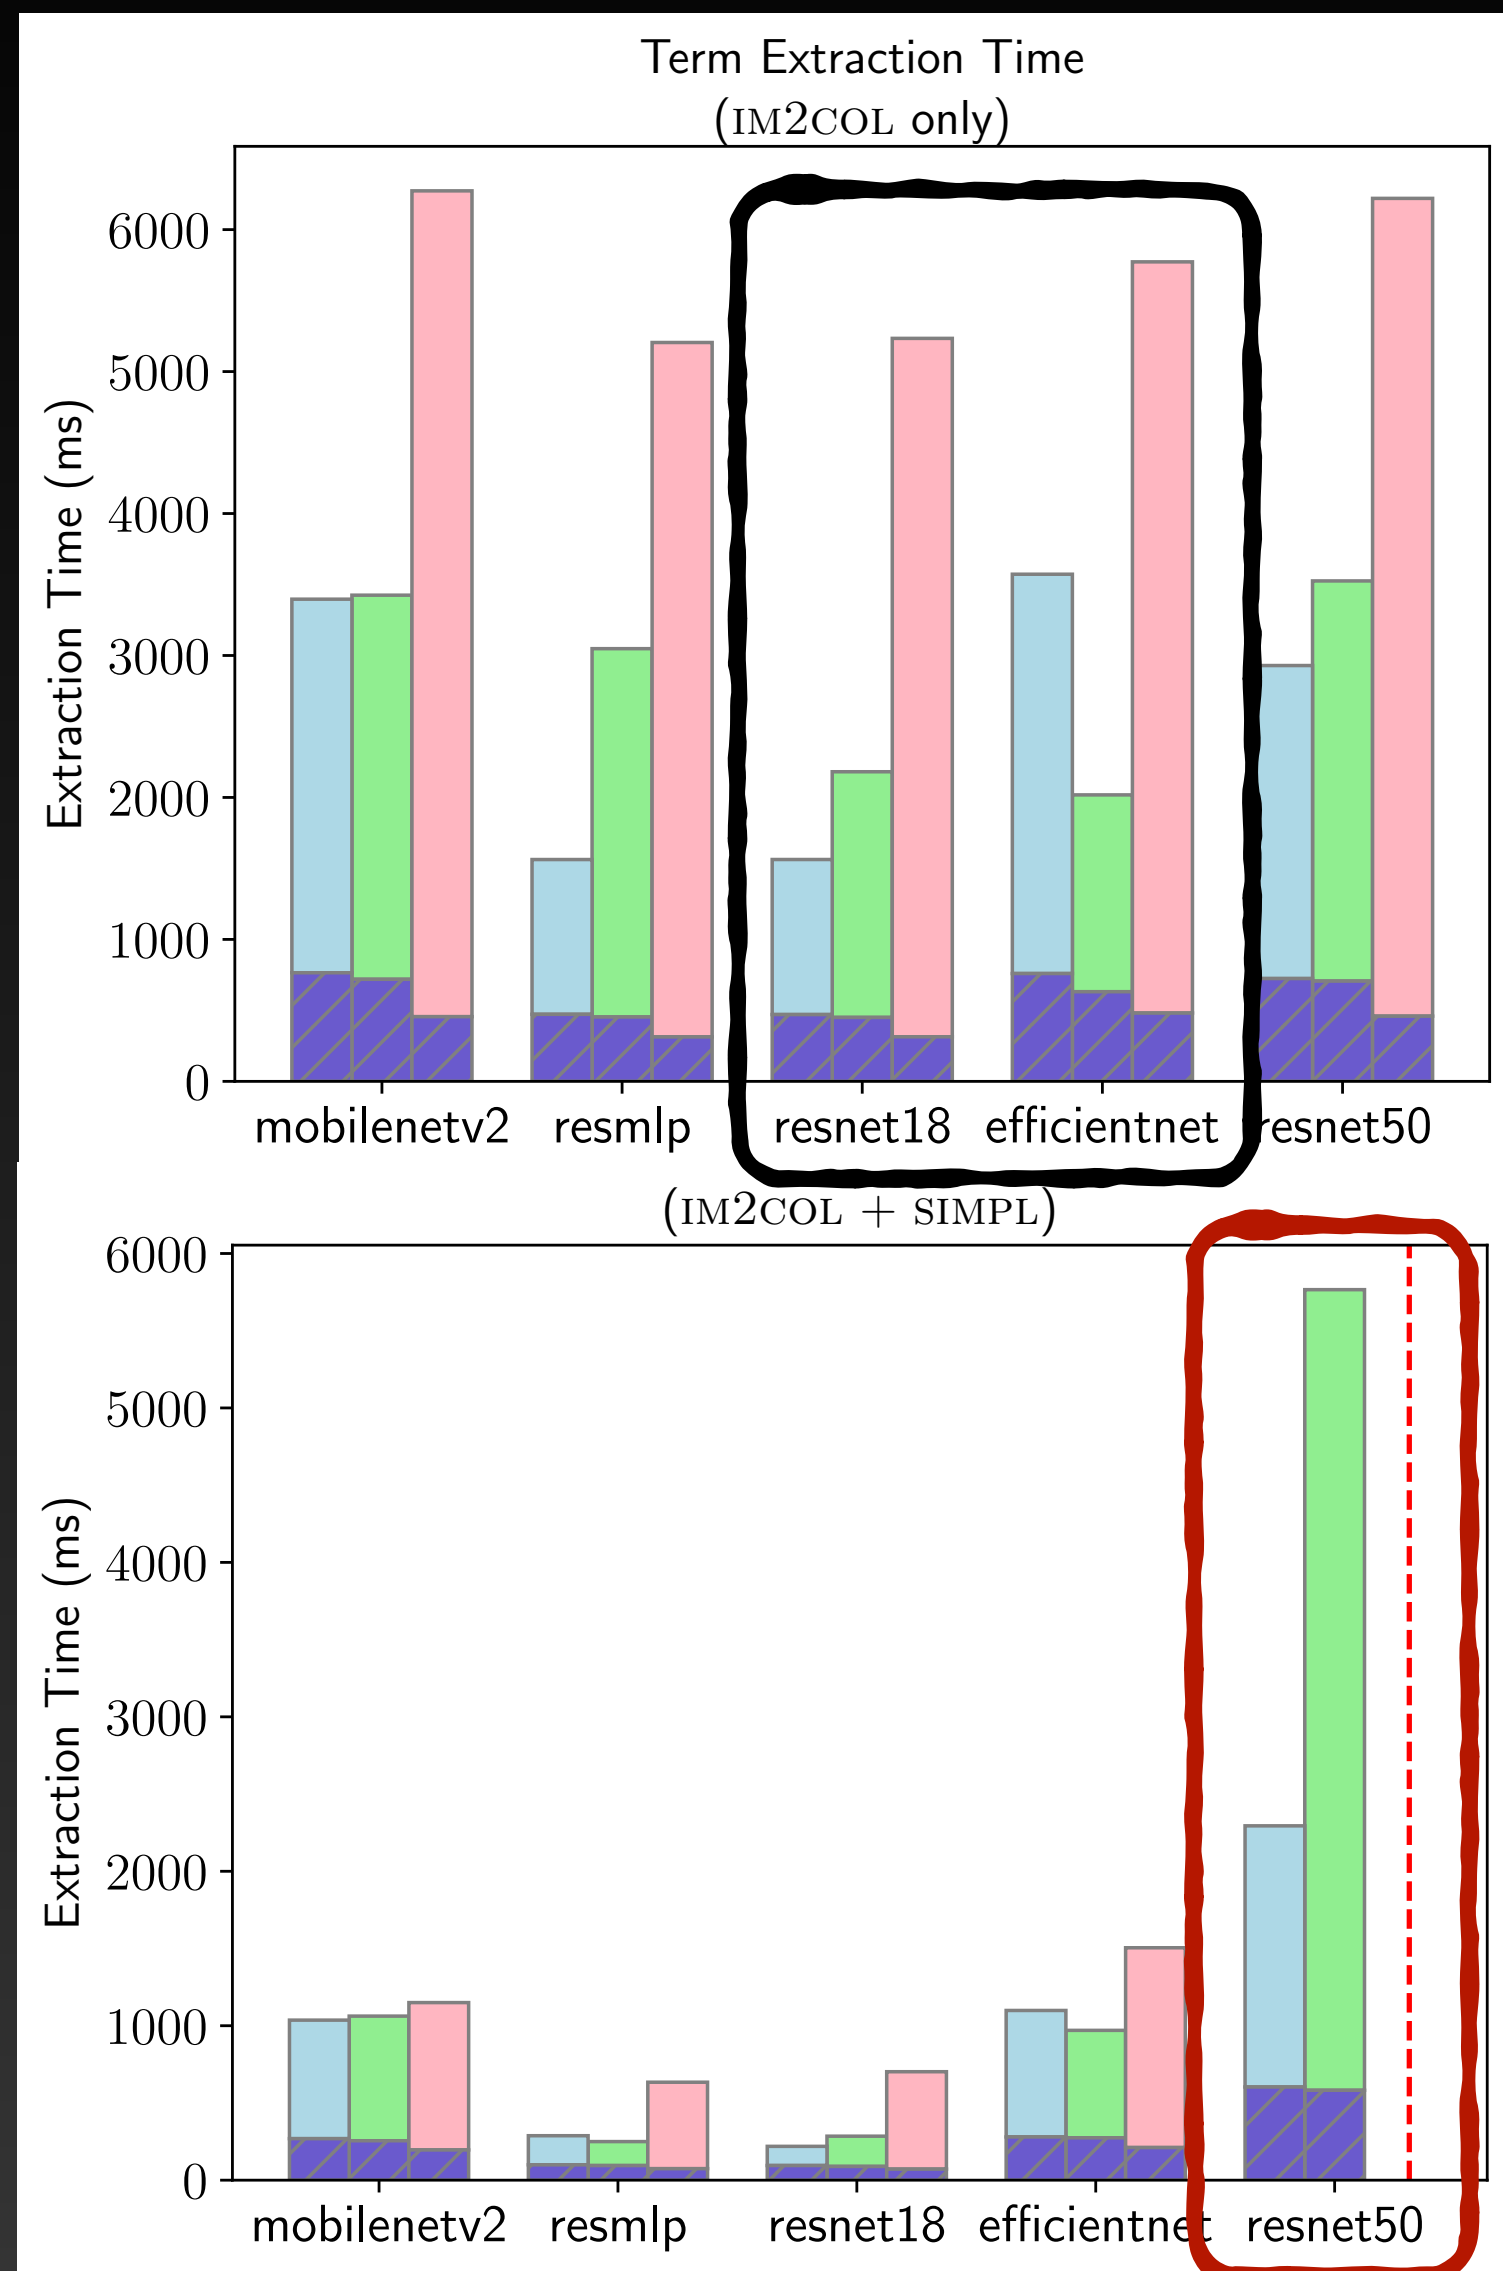 Term Extraction Time
(IM2COL only)
Extraction Time (ms)
6000
5000
4000
3000
2000
1000
0
mobilenetv2 resmlp resnet18 efficientnet resnet50
(IM2COL + SIMPL)
Extraction Time (ms)
6000
5000
4000
3000
2000
1000
0
mobilenetv2 resmlp resnet18 efficientnet resnet50